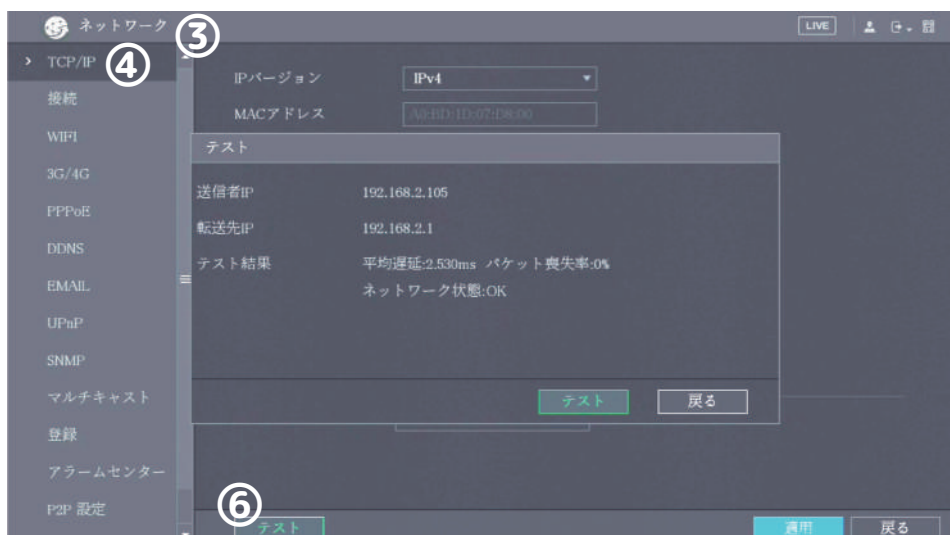 ネットワーク ③ LIVE
TCP/IP ④
接続
WIFI
3G/4G
PPPoE
DDNS
EMAIL
UPnP
SNMP
マルチキャスト
登録
アラームセンター
P2P 設定
IPバージョン IPv4
MACアドレス A0:BD:1D:07:D8:00
テスト
送信者IP 192.168.2.105
転送先IP 192.168.2.1
テスト結果 平均遅延:2.530ms パケット喪失率:0%
ネットワーク状態:OK
テスト 戻る
⑥
テスト 適用 戻る